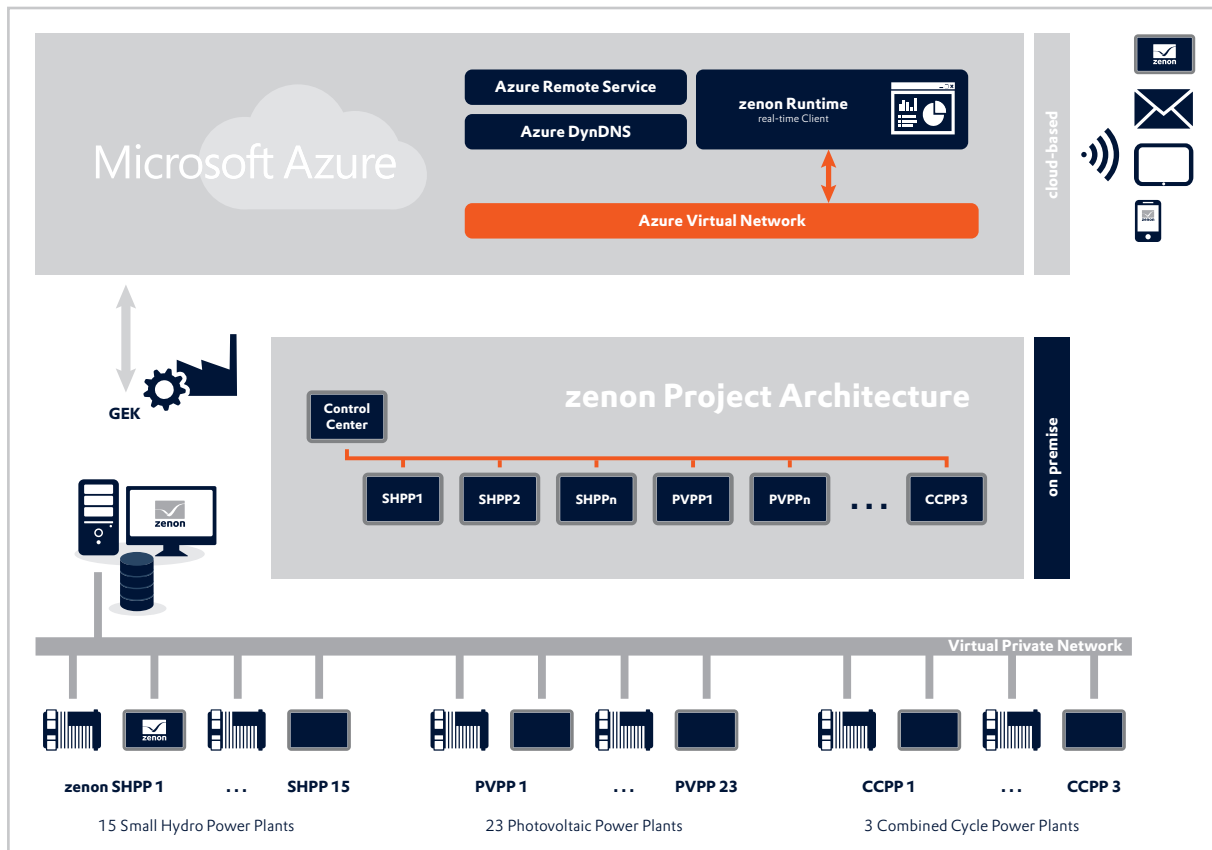 Microsoft Azure
Azure Remote Service
Azure DynDNS
zenon Runtime
real-time Client
Azure Virtual Network
cloud-based
zenon
zenon
GEK
zenon Project Architecture
Control
Center
SHPP1
SHPP2
SHPPn
PVPP1
PVPPn
...
CCPP3
on premise
zenon
Virtual Private Network
zenon
zenon SHPP 1
...
SHPP 15
PVPP 1
...
PVPP 23
CCPP 1
...
CCPP 3
15 Small Hydro Power Plants
23 Photovoltaic Power Plants
3 Combined Cycle Power Plants